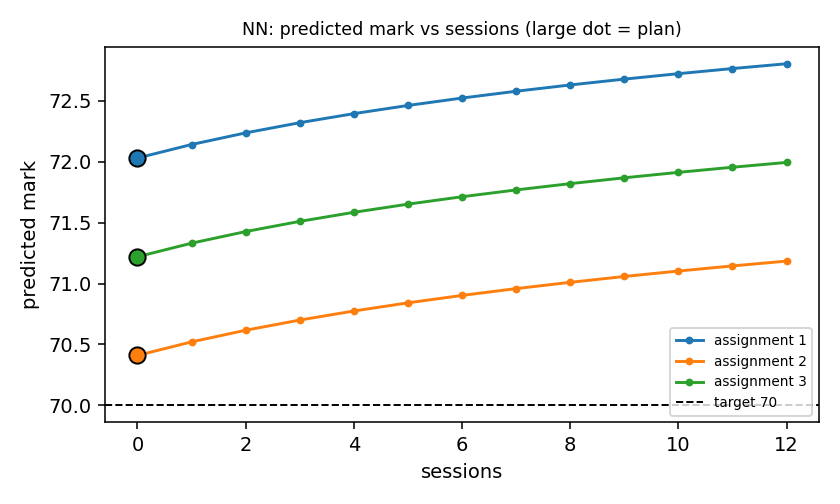 NN: predicted mark vs sessions (large dot = plan)
predicted mark
72.5
72.0
71.5
71.0
70.5
70.0
0
2
4
6
8
10
12
sessions
assignment 1
assignment 2
assignment 3
target 70